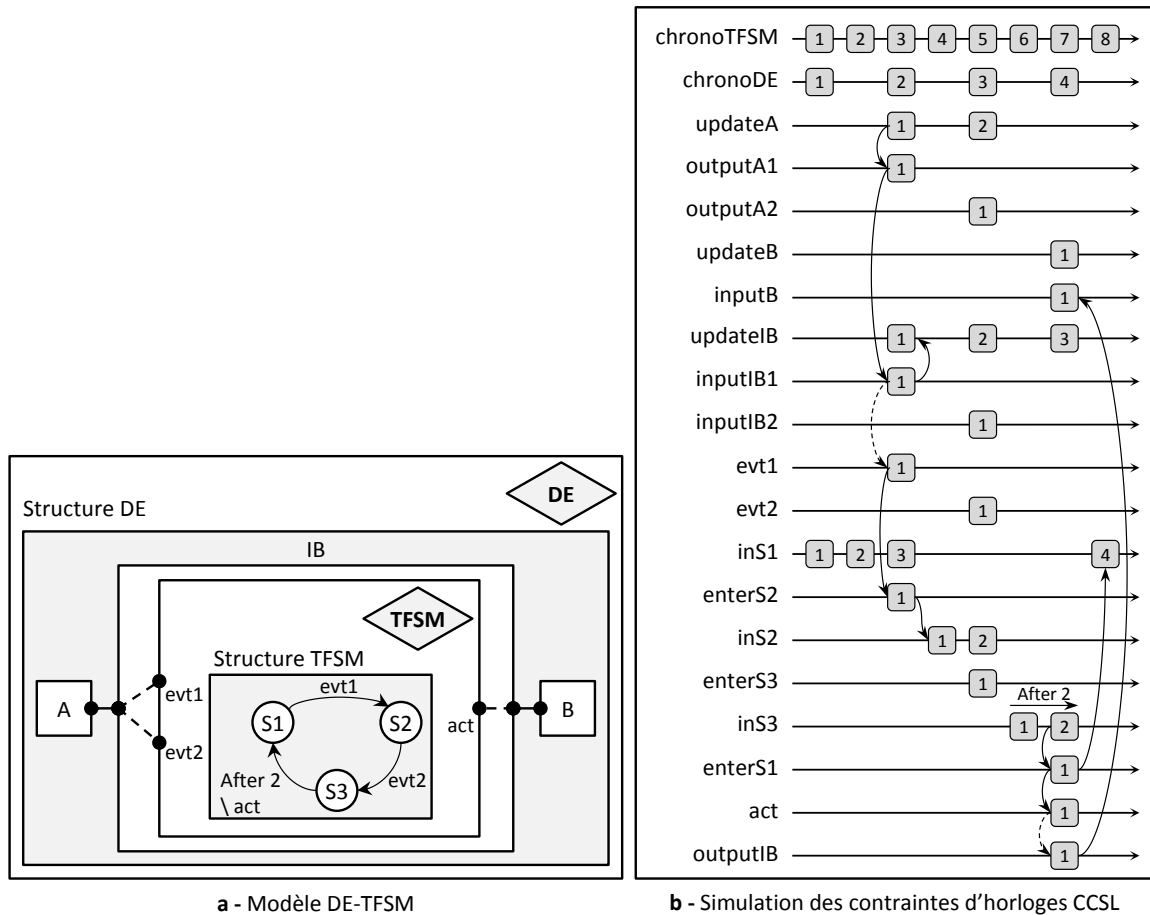 DE
Structure DE
IB
TFSM
Structure TFSM
evt1
evt1
A
S1
S2
act
B
evt2
After 2
\ act
S3
evt2
a - Modèle DE-TFSM
chronoTFSM 1 2 3 4 5 6 7 8
chronoDE 1 2 3 4
updateA 1 2
outputA1 1
outputA2 1
updateB 1
inputB 1
updateIB 1 2 3
inputIB1 1
inputIB2 1
evt1 1
evt2 1
inS1 1 2 3 4
enterS2 1
inS2 1 2
enterS3 1
After 2
inS3 1 2
enterS1 1
act 1
outputIB 1
b - Simulation des contraintes d'horloges CCSL